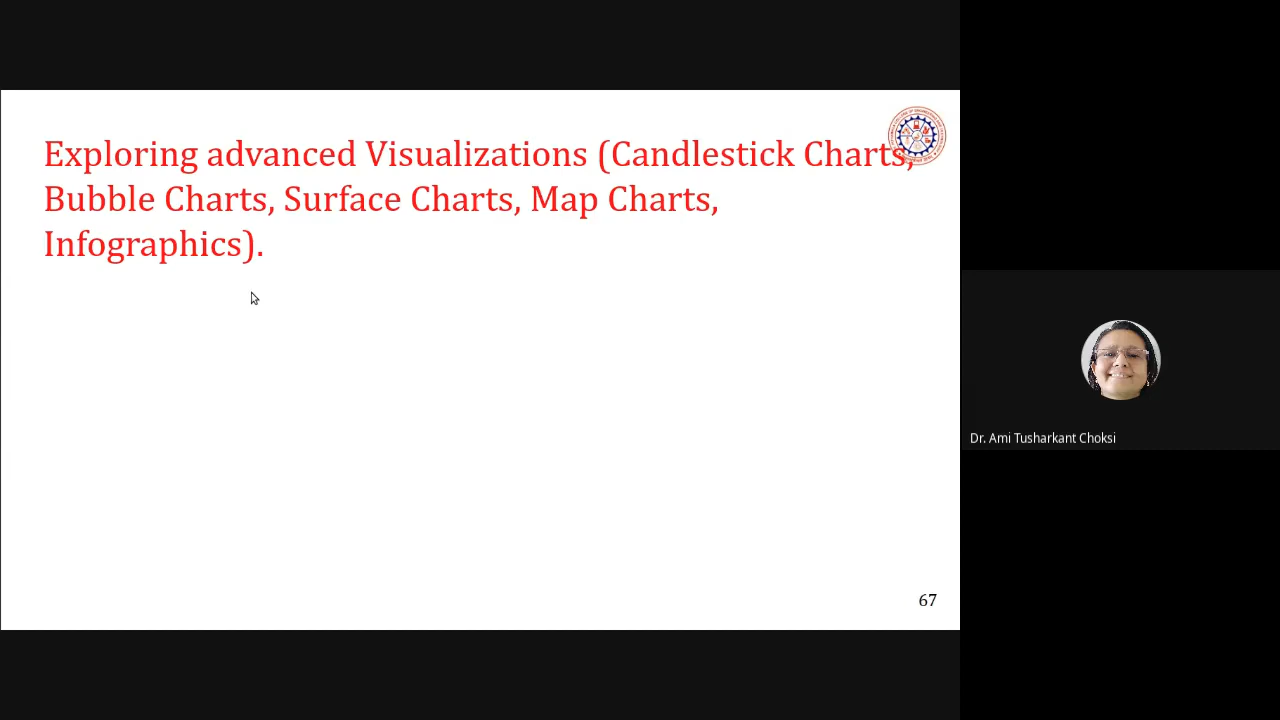 Exploring advanced Visualizations (Candlestick Charts,
Bubble Charts, Surface Charts, Map Charts,
Infographics).
Dr. Ami Tusharkant Choksi
67